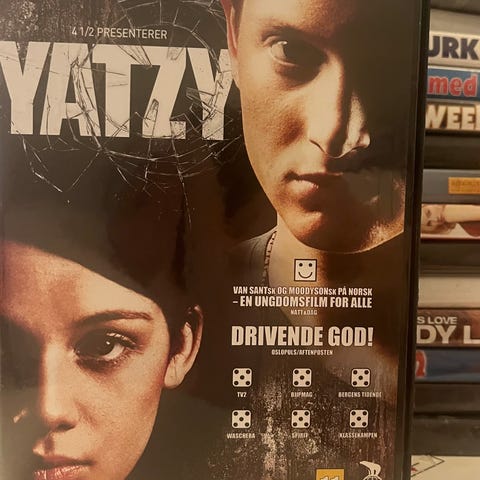 4 1/2 PRESENTERER
YATZY
VAN SANTSK OG MOODYSONSK PÅ NORSK
– EN UNGDOMSFILM FOR ALLE
NATT&DAG
DRIVENDE GOD!
OSLOPULS/AFTENPOSTEN
TV2
BERGENS TIDENDE
WASCHERA
SPIRIT
KLASSEKAMPEN
11
URK
med
WEE
S LOVE
DY L